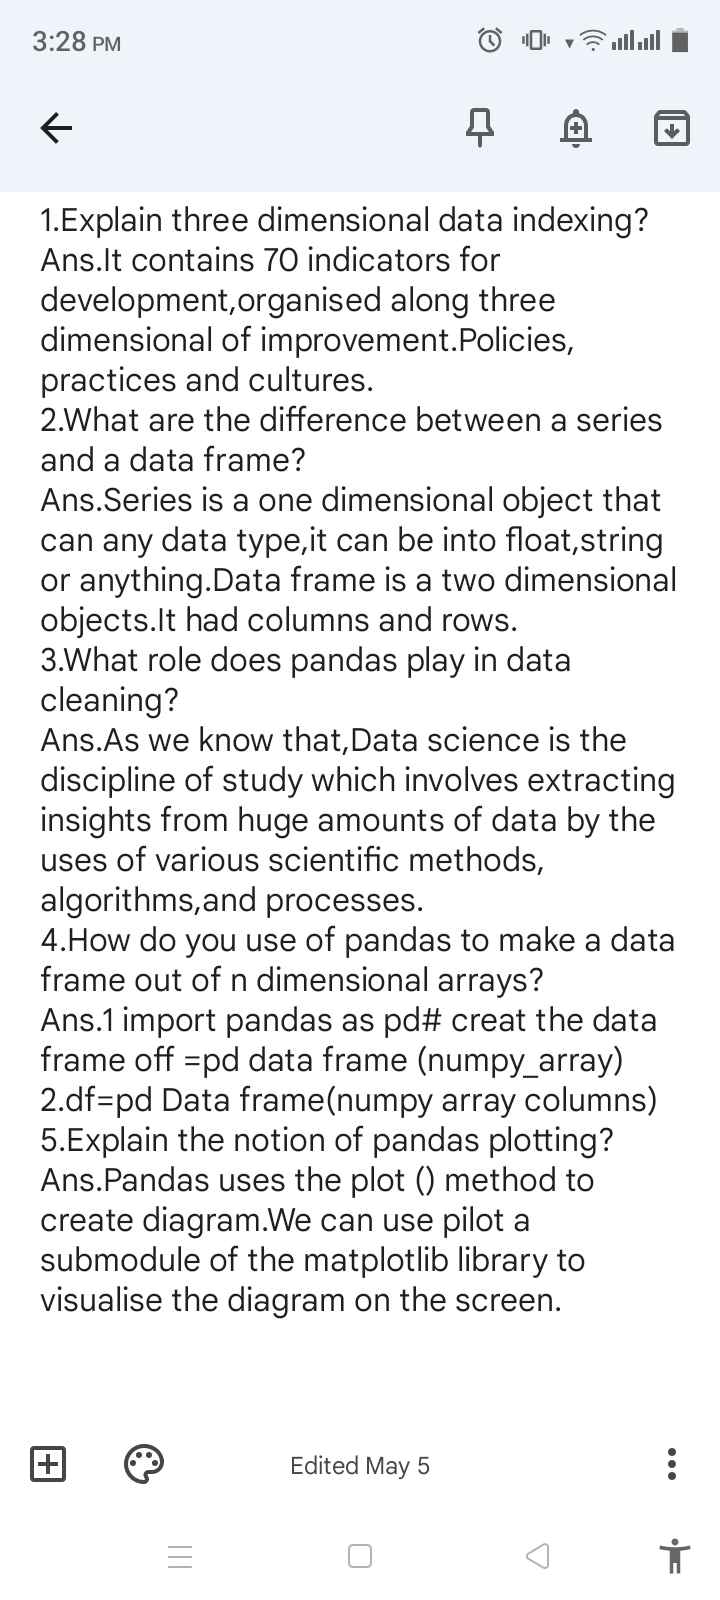 3:28 PM
1.Explain three dimensional data indexing?
Ans.It contains 70 indicators for
development,organised along three
dimensional of improvement.Policies,
practices and cultures.
2.What are the difference between a series
and a data frame?
Ans.Series is a one dimensional object that
can any data type,it can be into float,string
or anything.Data frame is a two dimensional
objects.It had columns and rows.
3.What role does pandas play in data
cleaning?
Ans.As we know that,Data science is the
discipline of study which involves extracting
insights from huge amounts of data by the
uses of various scientific methods,
algorithms,and processes.
4.How do you use of pandas to make a data
frame out of n dimensional arrays?
Ans.1 import pandas as pd# creat the data
frame off =pd data frame (numpy_array)
2.df=pd Data frame(numpy array columns)
5.Explain the notion of pandas plotting?
Ans.Pandas uses the plot () method to
create diagram.We can use pilot a
submodule of the matplotlib library to
visualise the diagram on the screen.
Edited May 5